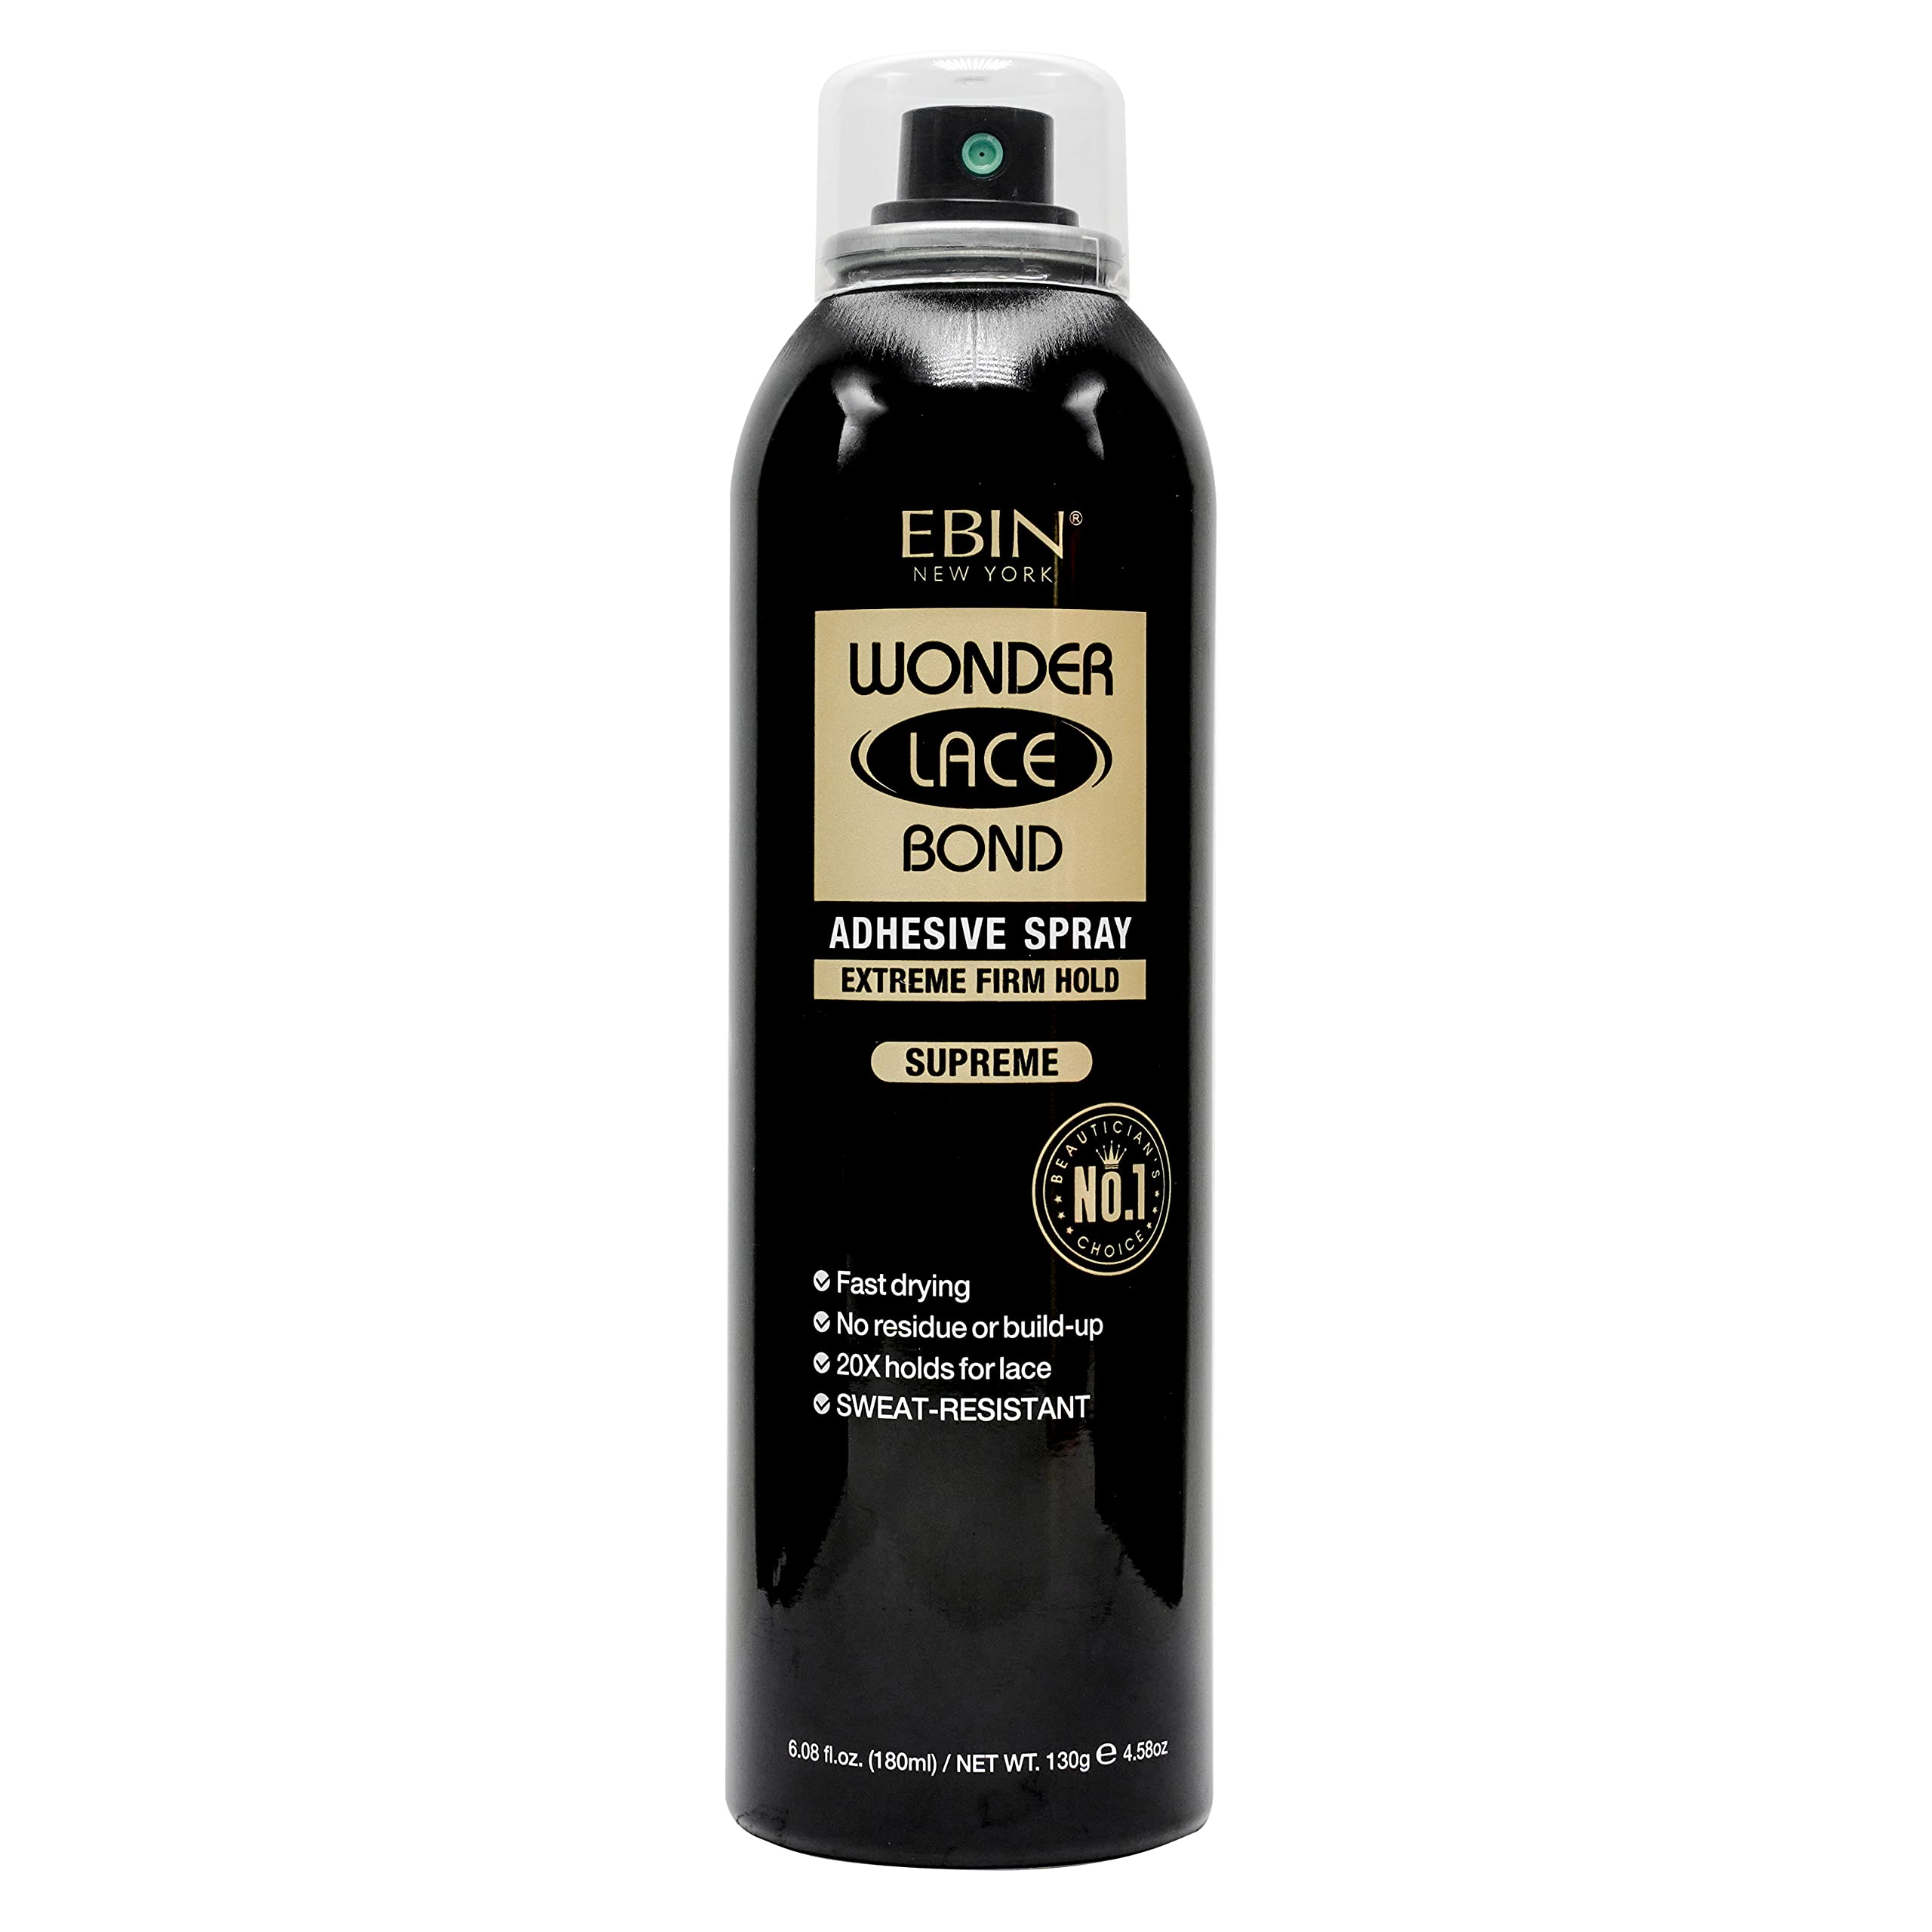 EBIN®
NEW YORK
WONDER
LACE
BOND
ADHESIVE SPRAY
EXTREME FIRM HOLD
SUPREME
BEAUTICIAN'S
NO.1
CHOICE
Fast drying
No residue or build-up
20X holds for lace
SWEAT-RESISTANT
6.08 fl.oz. (180ml) / NET WT. 130g ℮ 4.58oz